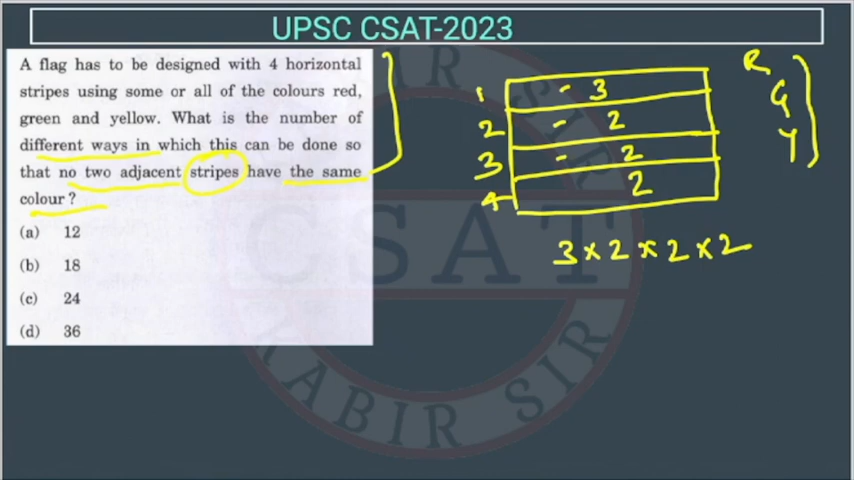 UPSC CSAT-2023
A flag has to be designed with 4 horizontal
stripes using some or all of the colours red,
green and yellow. What is the number of
different ways in which this can be done so
that no two adjacent stripes have the same
colour ?
(a) 12
(b) 18
(c) 24
(d) 36
1 - 3
2 - 2
3 - 2
4 2
R,
G
Y
3 × 2 × 2 × 2
CSAT
KABIR SIR